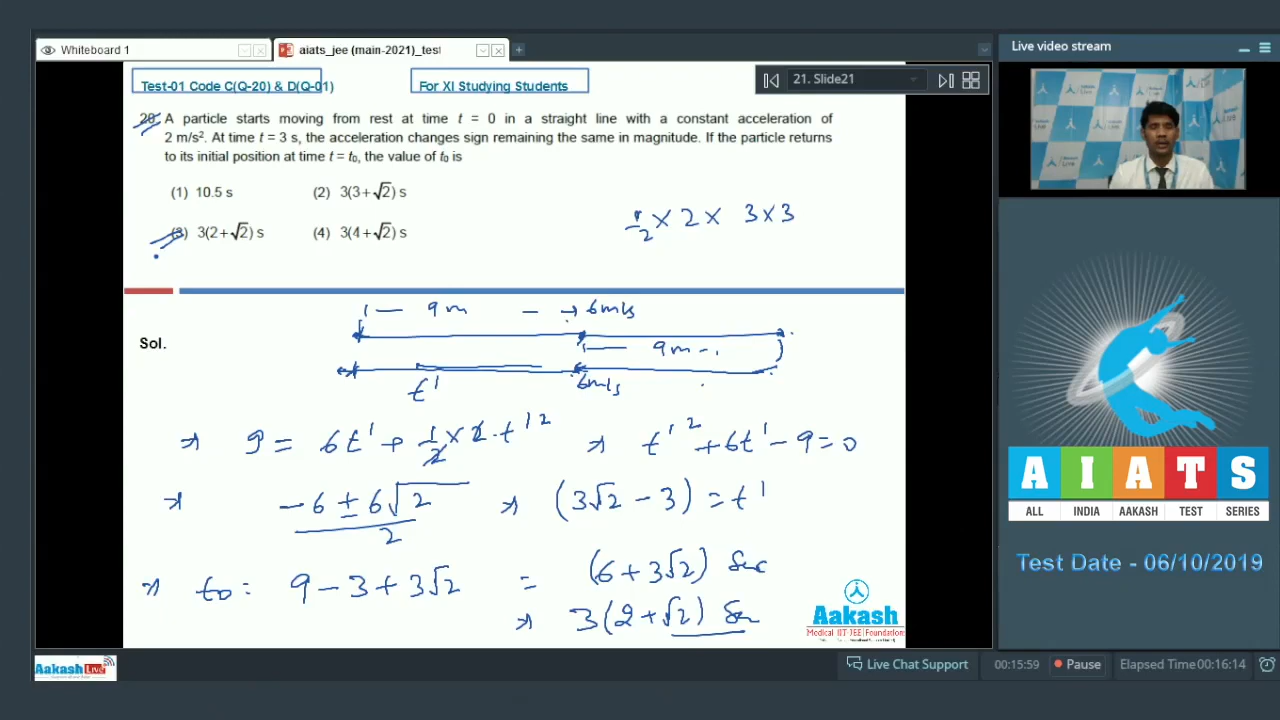 Whiteboard 1
aiats_jee (main-2021)_test
Live video stream
Test-01 Code C(Q-20) & D(Q-01)
For XI Studying Students
21. Slide21
20. A particle starts moving from rest at time t = 0 in a straight line with a constant acceleration of
2 m/s². At time t = 3 s, the acceleration changes sign remaining the same in magnitude. If the particle returns
to its initial position at time t = t₀, the value of t₀ is
(1) 10.5 s (2) 3(3+√2) s
(3) 3(2+√2) s (4) 3(4+√2) s
1/2 × 2 × 3 × 3
9 m 6 m/s
Sol.
9 m
t' 6 m/s
⇒ 9 = 6t' + 1/2 × 2 · t'² ⇒ t'² + 6t' - 9 = 0
⇒ (-6 ± 6√2)/2 ⇒ (3√2 - 3) = t'
⇒ t₀ = 9 - 3 + 3√2 = (6 + 3√2) Sec
⇒ 3(2 + √2) Sec
AIATS
ALL INDIA AAKASH TEST SERIES
Test Date - 06/10/2019
Aakash
Medical IIT-JEE Foundations
Aakash Live
Live Chat Support
00:15:59
Pause
Elapsed Time 00:16:14